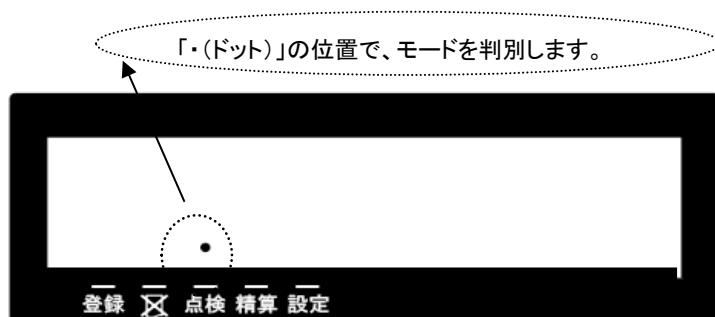 「・(ドット)」の位置で、モードを判別します。
登録 点検 精算 設定